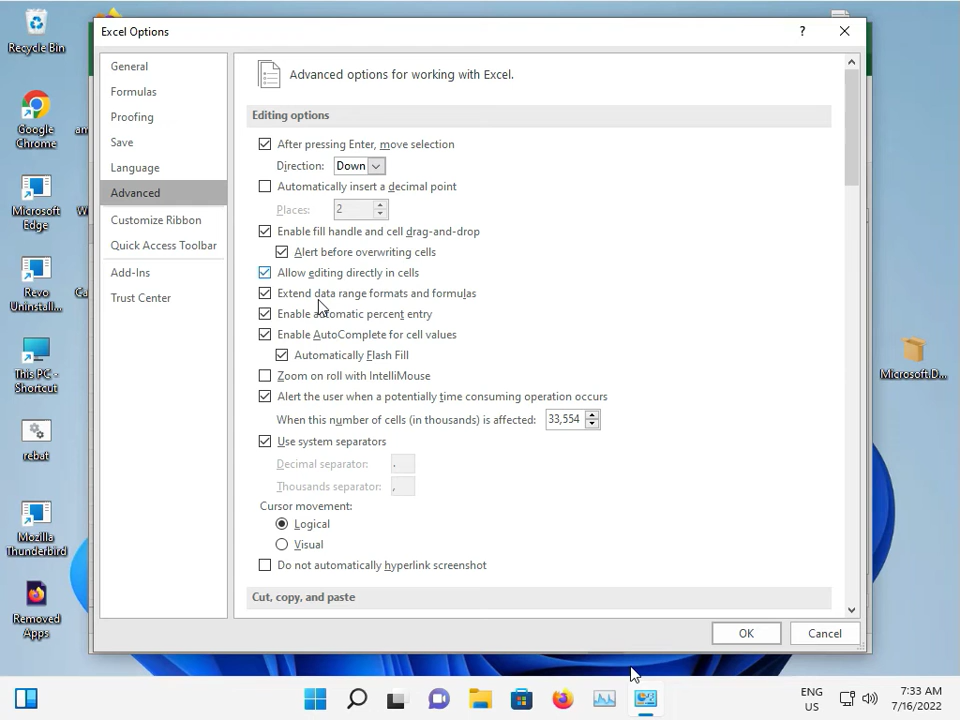 Excel Options
?
Recycle Bin
Google Chrome
Microsoft Edge
Revo Uninstall...
This PC - Shortcut
rebat
Mozilla Thunderbird
Removed Apps
Microsoft.D...
General
Formulas
Proofing
Save
Language
Advanced
Customize Ribbon
Quick Access Toolbar
Add-Ins
Trust Center
Advanced options for working with Excel.
Editing options
After pressing Enter, move selection
Direction: Down
Automatically insert a decimal point
Places: 2
Enable fill handle and cell drag-and-drop
Alert before overwriting cells
Allow editing directly in cells
Extend data range formats and formulas
Enable automatic percent entry
Enable AutoComplete for cell values
Automatically Flash Fill
Zoom on roll with IntelliMouse
Alert the user when a potentially time consuming operation occurs
When this number of cells (in thousands) is affected: 33,554
Use system separators
Decimal separator: .
Thousands separator: ,
Cursor movement:
Logical
Visual
Do not automatically hyperlink screenshot
Cut, copy, and paste
OK
Cancel
ENG
US
7:33 AM
7/16/2022